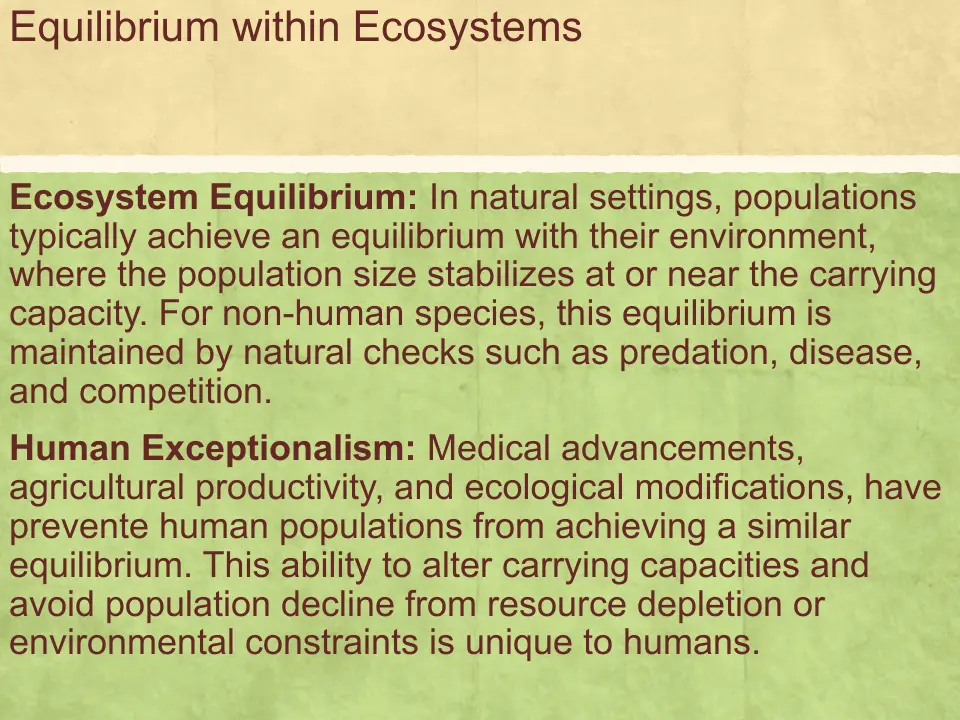 Equilibrium within Ecosystems
Ecosystem Equilibrium: In natural settings, populations
typically achieve an equilibrium with their environment,
where the population size stabilizes at or near the carrying
capacity. For non-human species, this equilibrium is
maintained by natural checks such as predation, disease,
and competition.
Human Exceptionalism: Medical advancements,
agricultural productivity, and ecological modifications, have
prevente human populations from achieving a similar
equilibrium. This ability to alter carrying capacities and
avoid population decline from resource depletion or
environmental constraints is unique to humans.